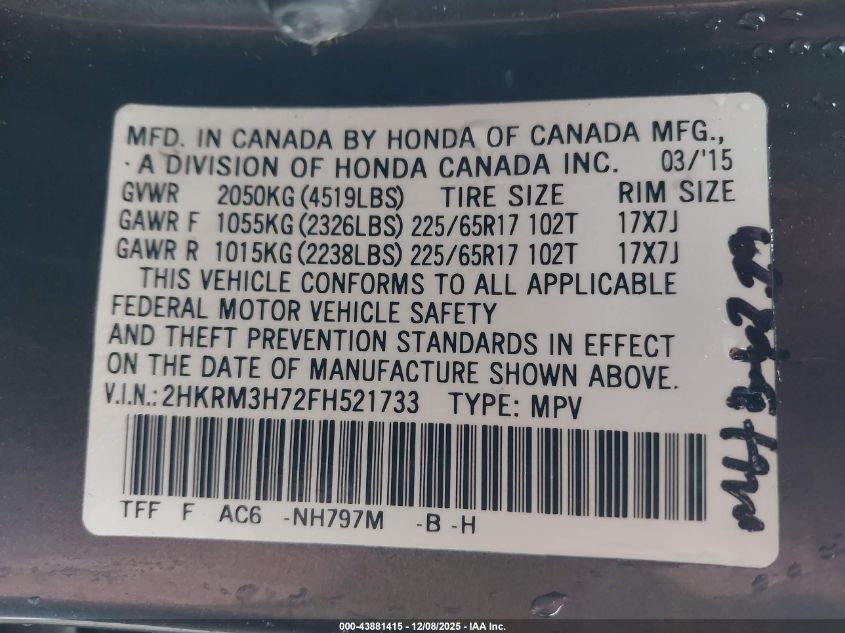 MFD. IN CANADA BY HONDA OF CANADA MFG.,
· A DIVISION OF HONDA CANADA INC. 03/'15
GVWR 2050KG (4519LBS) TIRE SIZE RIM SIZE
GAWR F 1055KG (2326LBS) 225/65R17 102T 17X7J
GAWR R 1015KG (2238LBS) 225/65R17 102T 17X7J
THIS VEHICLE CONFORMS TO ALL APPLICABLE
FEDERAL MOTOR VEHICLE SAFETY
AND THEFT PREVENTION STANDARDS IN EFFECT
ON THE DATE OF MANUFACTURE SHOWN ABOVE.
V.I.N.: 2HKRM3H72FH521733 TYPE: MPV
TFF F AC6 -NH797M -B -H
000-43881415 - 12/08/2025 - IAA Inc.